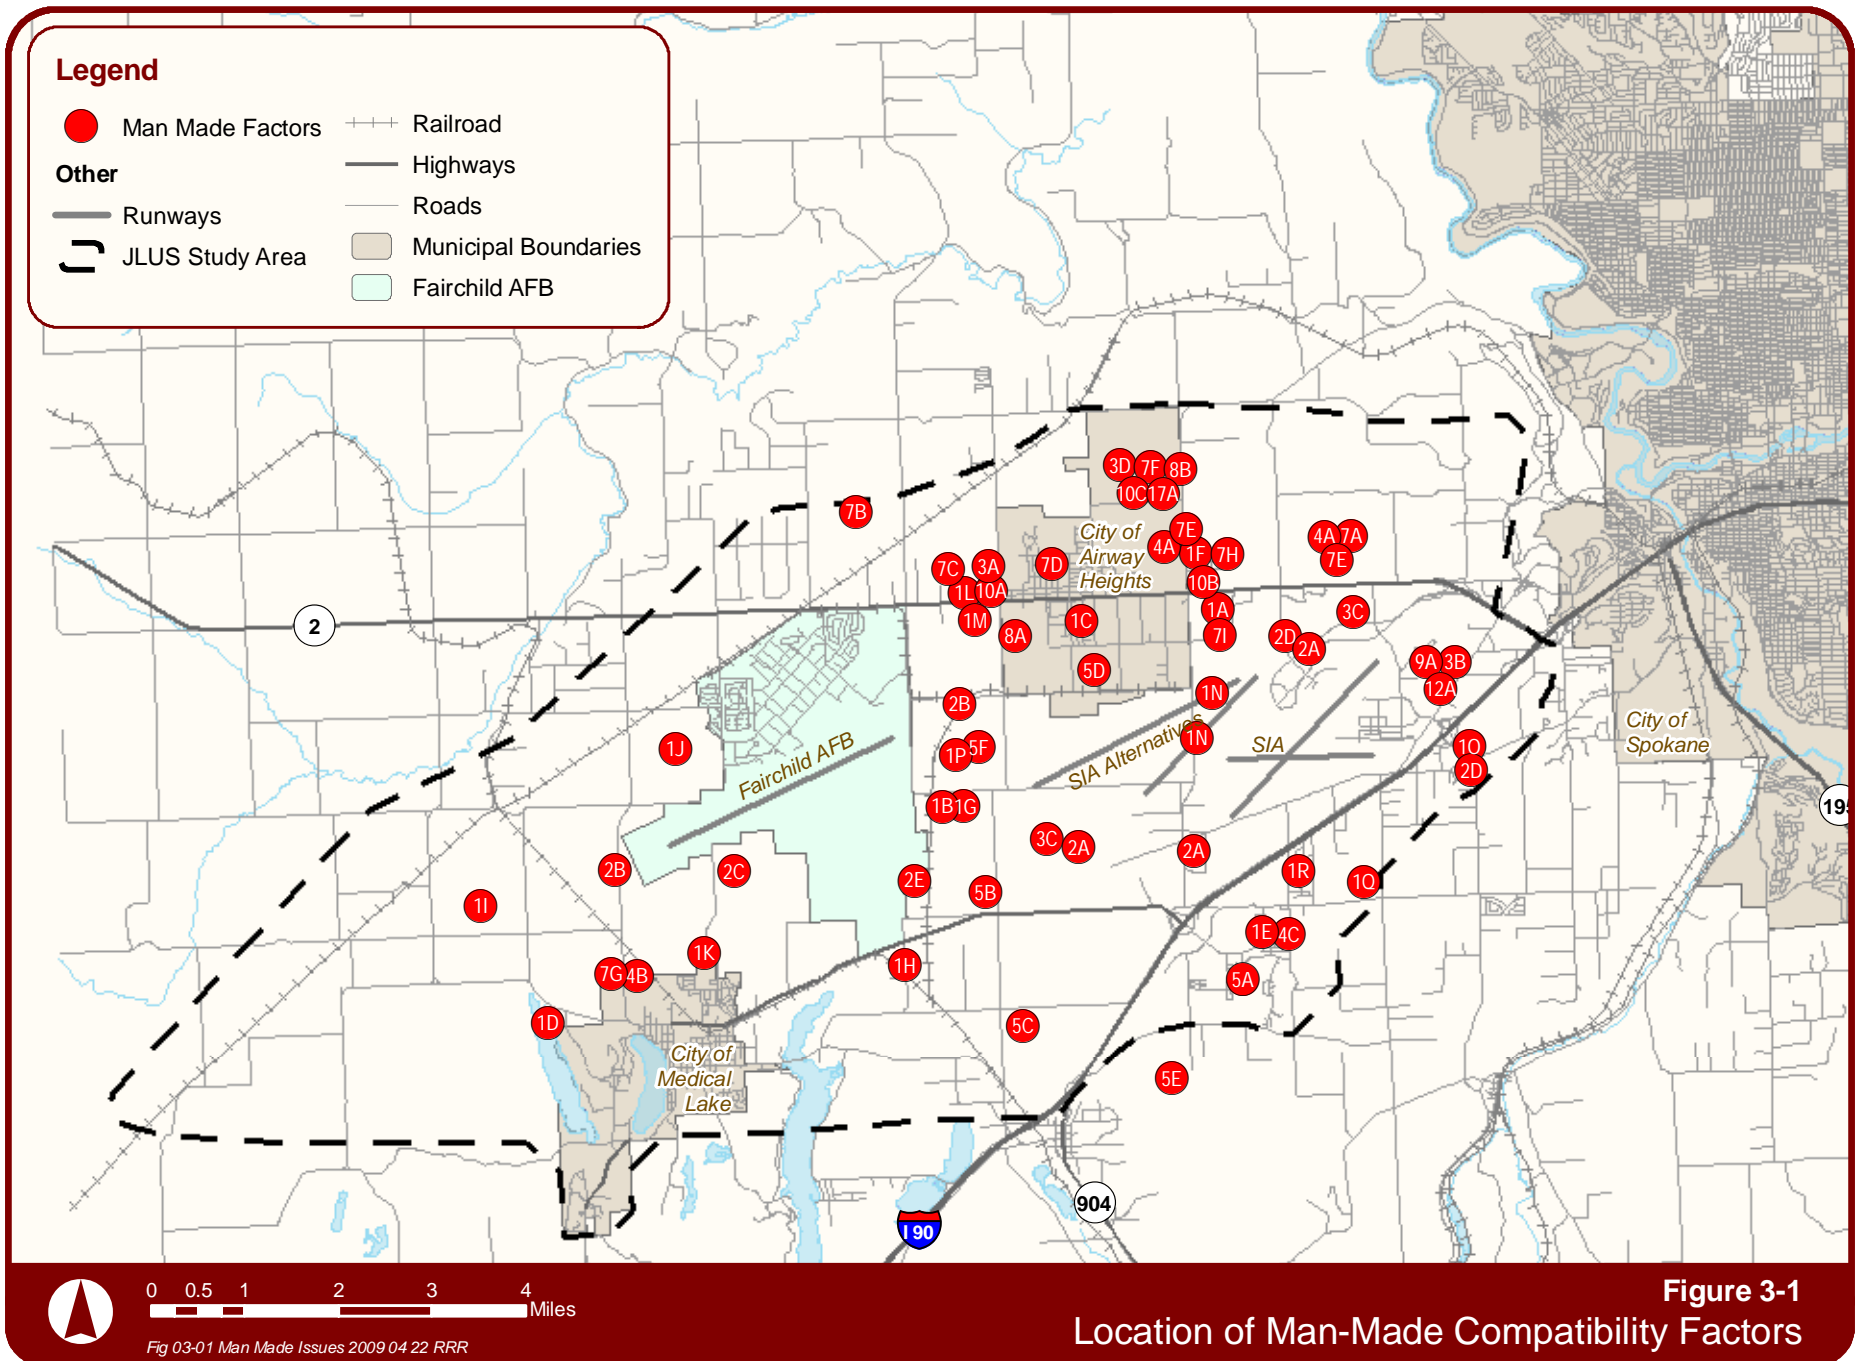 Legend
Man Made Factors
Other
Runways
JLUS Study Area
Railroad
Highways
Roads
Municipal Boundaries
Fairchild AFB
3D 7F 8B
10C 17A
7B
City of
Airway
Heights
7E
4A 1F 7H
10B
4A 7A
7E
7C 3A
1L 10A
1M
7D
8A
1C
5D
1A
7I
3C
2D
2A
9A 3B
12A
2
2B
1N
1N
1J
1P 5F
Fairchild AFB
SIA Alternatives
SIA
City of
Spokane
1O
2D
195
1B 1G
3C 2A
2A
2B
2C
2E
5B
1R
1Q
1I
1E 4C
1K
1H
7G 4B
5A
1D
5C
City of
Medical
Lake
5E
904
I 90
0 0.5 1 2 3 4
Miles
Fig 03-01 Man Made Issues 2009 04 22 RRR
Figure 3-1
Location of Man-Made Compatibility Factors